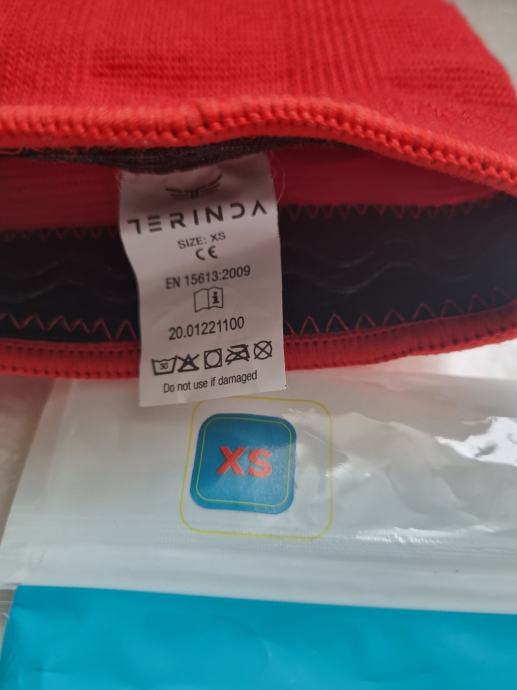 TERINDA
SIZE: XS
CE
EN 15613:2009
i
20.01221100
30
Do not use if damaged
XS